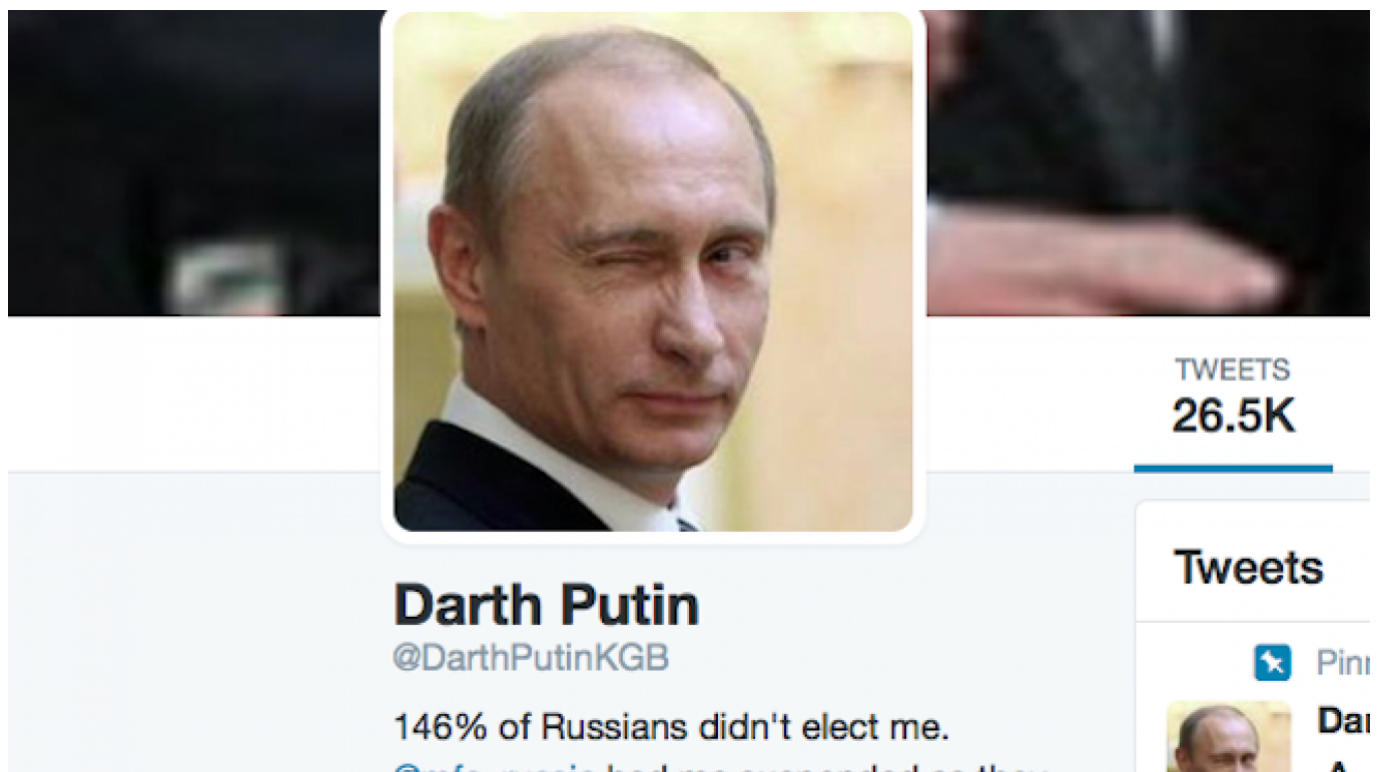 TWEETS
26.5K
Tweets
Darth Putin
@DarthPutinKGB
146% of Russians didn't elect me.